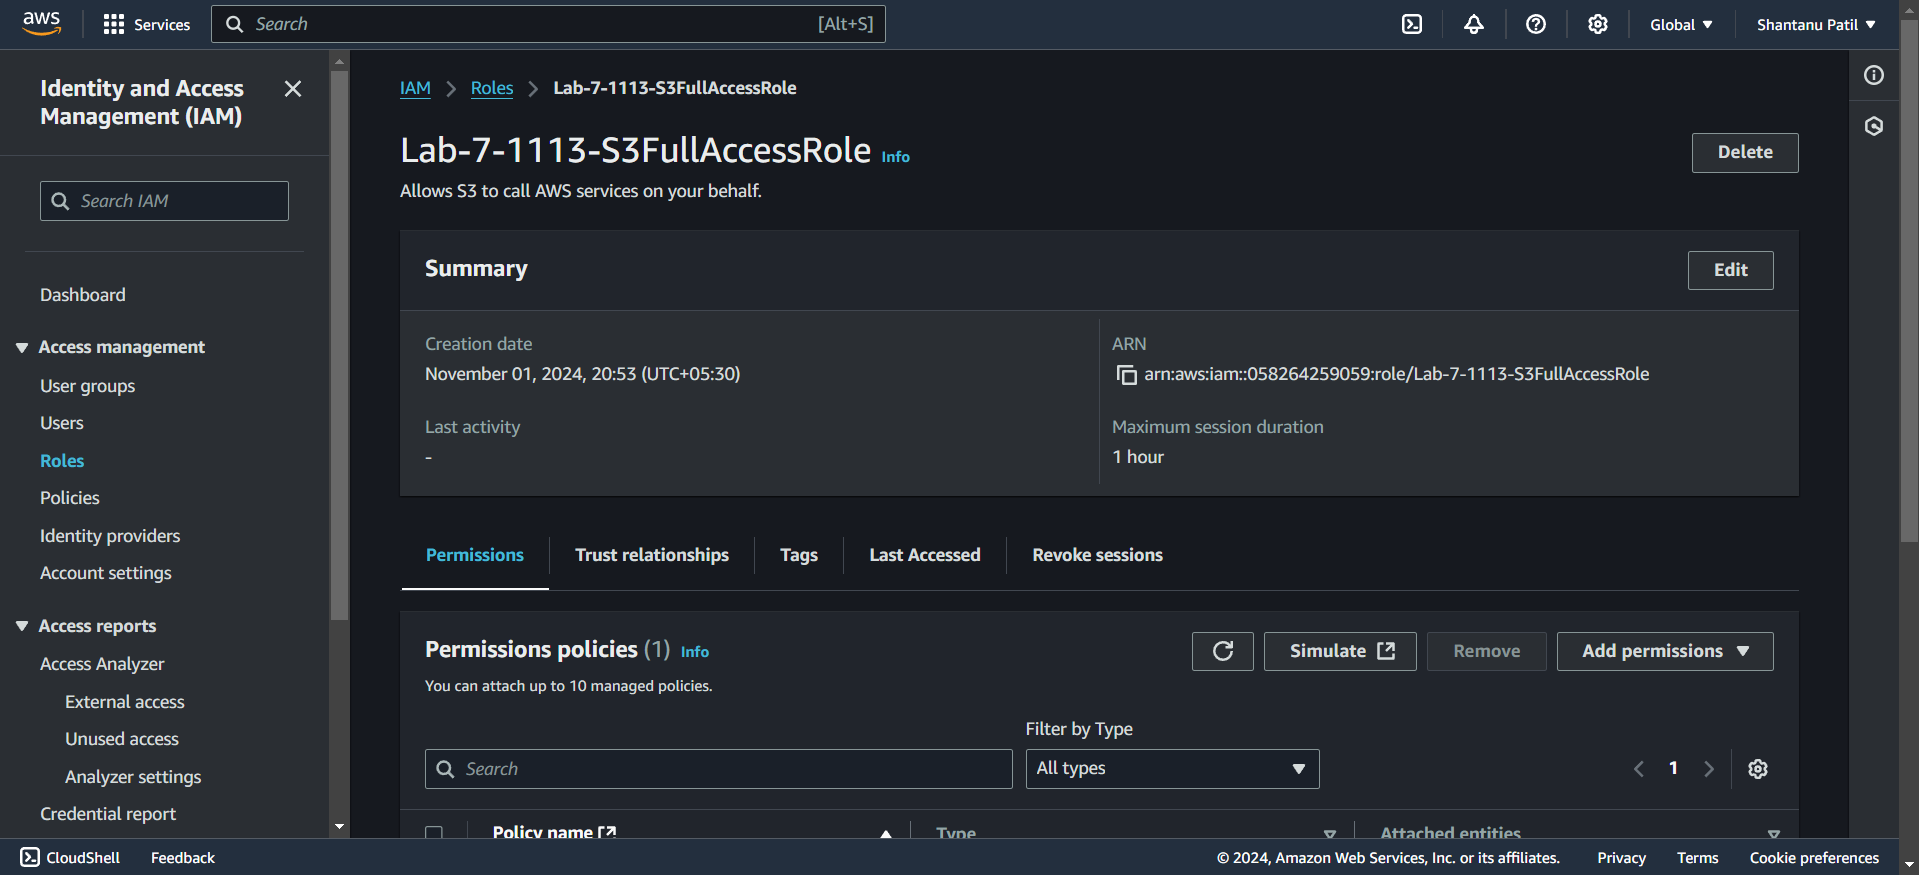 aws
Services
Search
[Alt+S]
Global
Shantanu Patil
Identity and Access
Management (IAM)
Search IAM
Dashboard
Access management
User groups
Users
Roles
Policies
Identity providers
Account settings
Access reports
Access Analyzer
External access
Unused access
Analyzer settings
Credential report
IAM
Roles
Lab-7-1113-S3FullAccessRole
Lab-7-1113-S3FullAccessRole Info
Delete
Allows S3 to call AWS services on your behalf.
Summary
Edit
Creation date
November 01, 2024, 20:53 (UTC+05:30)
Last activity
-
ARN
arn:aws:iam::058264259059:role/Lab-7-1113-S3FullAccessRole
Maximum session duration
1 hour
Permissions
Trust relationships
Tags
Last Accessed
Revoke sessions
Permissions policies (1) Info
You can attach up to 10 managed policies.
Simulate
Remove
Add permissions
Filter by Type
Search
All types
1
Policy name
Type
Attached entities
CloudShell
Feedback
© 2024, Amazon Web Services, Inc. or its affiliates.
Privacy
Terms
Cookie preferences